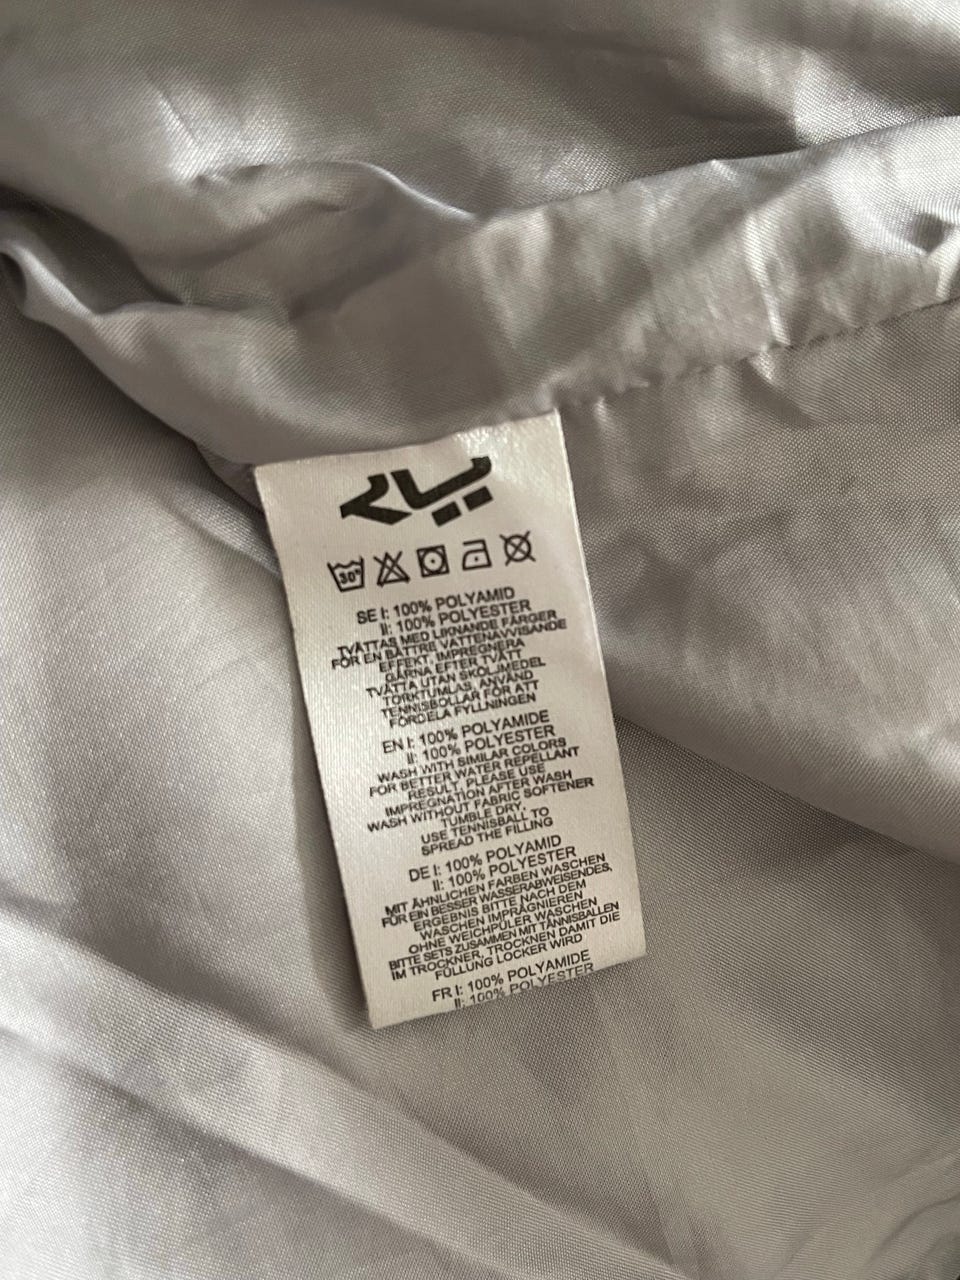 30°
SE I: 100% POLYAMID
II: 100% POLYESTER
TVÄTTAS MED LIKNANDE FÄRGER
FÖR EN BÄTTRE VATTENAVVISANDE
EFFEKT, IMPREGNERA
GÄRNA EFTER TVÄTT
TVÄTTA UTAN SKÖLJMEDEL
TORKTUMLAS, ANVÄND
TENNISBOLLAR FÖR ATT
FÖRDELA FYLLNINGEN
EN I: 100% POLYAMIDE
II: 100% POLYESTER
WASH WITH SIMILAR COLORS
FOR BETTER WATER REPELLANT
RESULT, PLEASE USE
IMPREGNATION AFTER WASH
WASH WITHOUT FABRIC SOFTENER
TUMBLE DRY,
USE TENNISBALL TO
SPREAD THE FILLING
DE I: 100% POLYAMID
II: 100% POLYESTER
MIT ÄHNLICHEN FARBEN WASCHEN
FÜR EIN BESSER WASSERABWEISENDES,
ERGEBNIS BITTE NACH DEM
WASCHEN IMPRÄGNIEREN
OHNE WEICHPÜLER WASCHEN
BITTE SETS ZUSAMMEN MIT TÄNNISBALLEN
IM TROCKNER, TROCKNEN DAMIT DIE
FÜLLUNG LOCKER WIRD
FR I: 100% POLYAMIDE
II: 100% POLYESTER